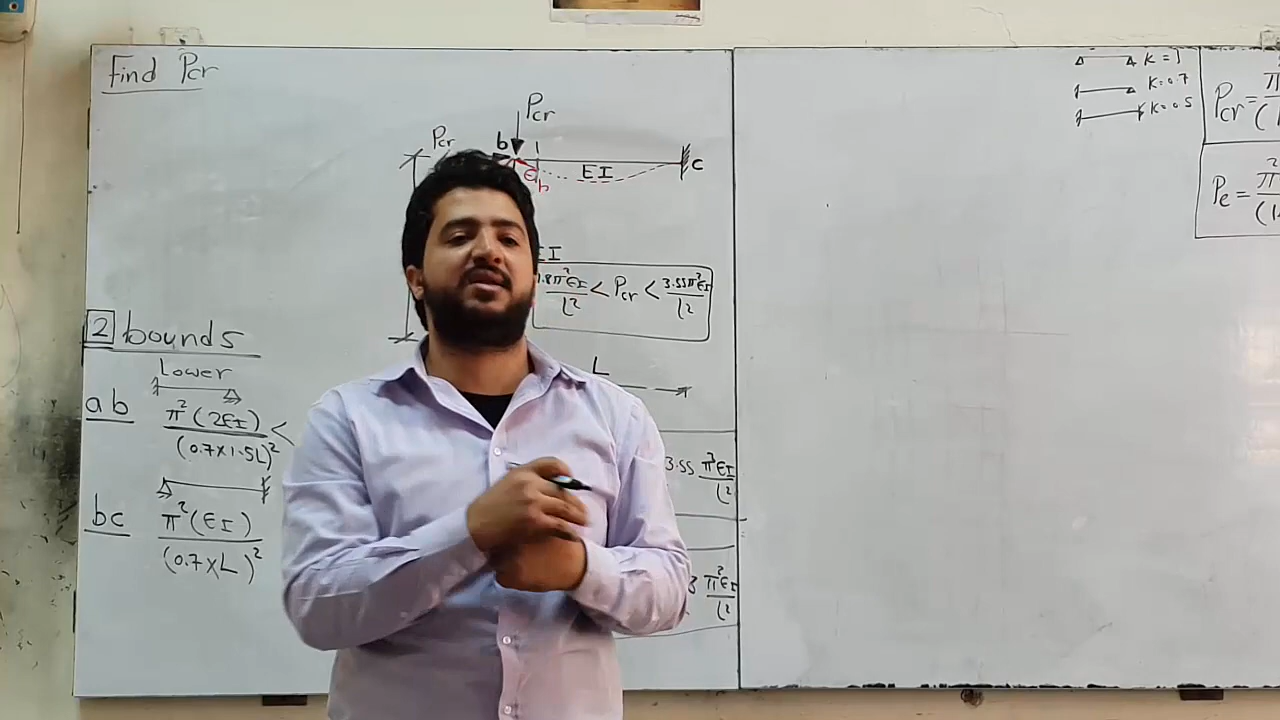 Find Pcr
Pcr
Pcr
b
EI
c
EI
1.8π²EI/L² < Pcr < 3.55π²EI/L²
L
2 bounds
Lower
ab π²(2EI)/(0.7×1.5L)² <
3.55 π²EI/L²
bc π²(EI)/(0.7×L)²
π²EI/L²
K=1
K=0.7
K=0.5
Pcr=
Pe=